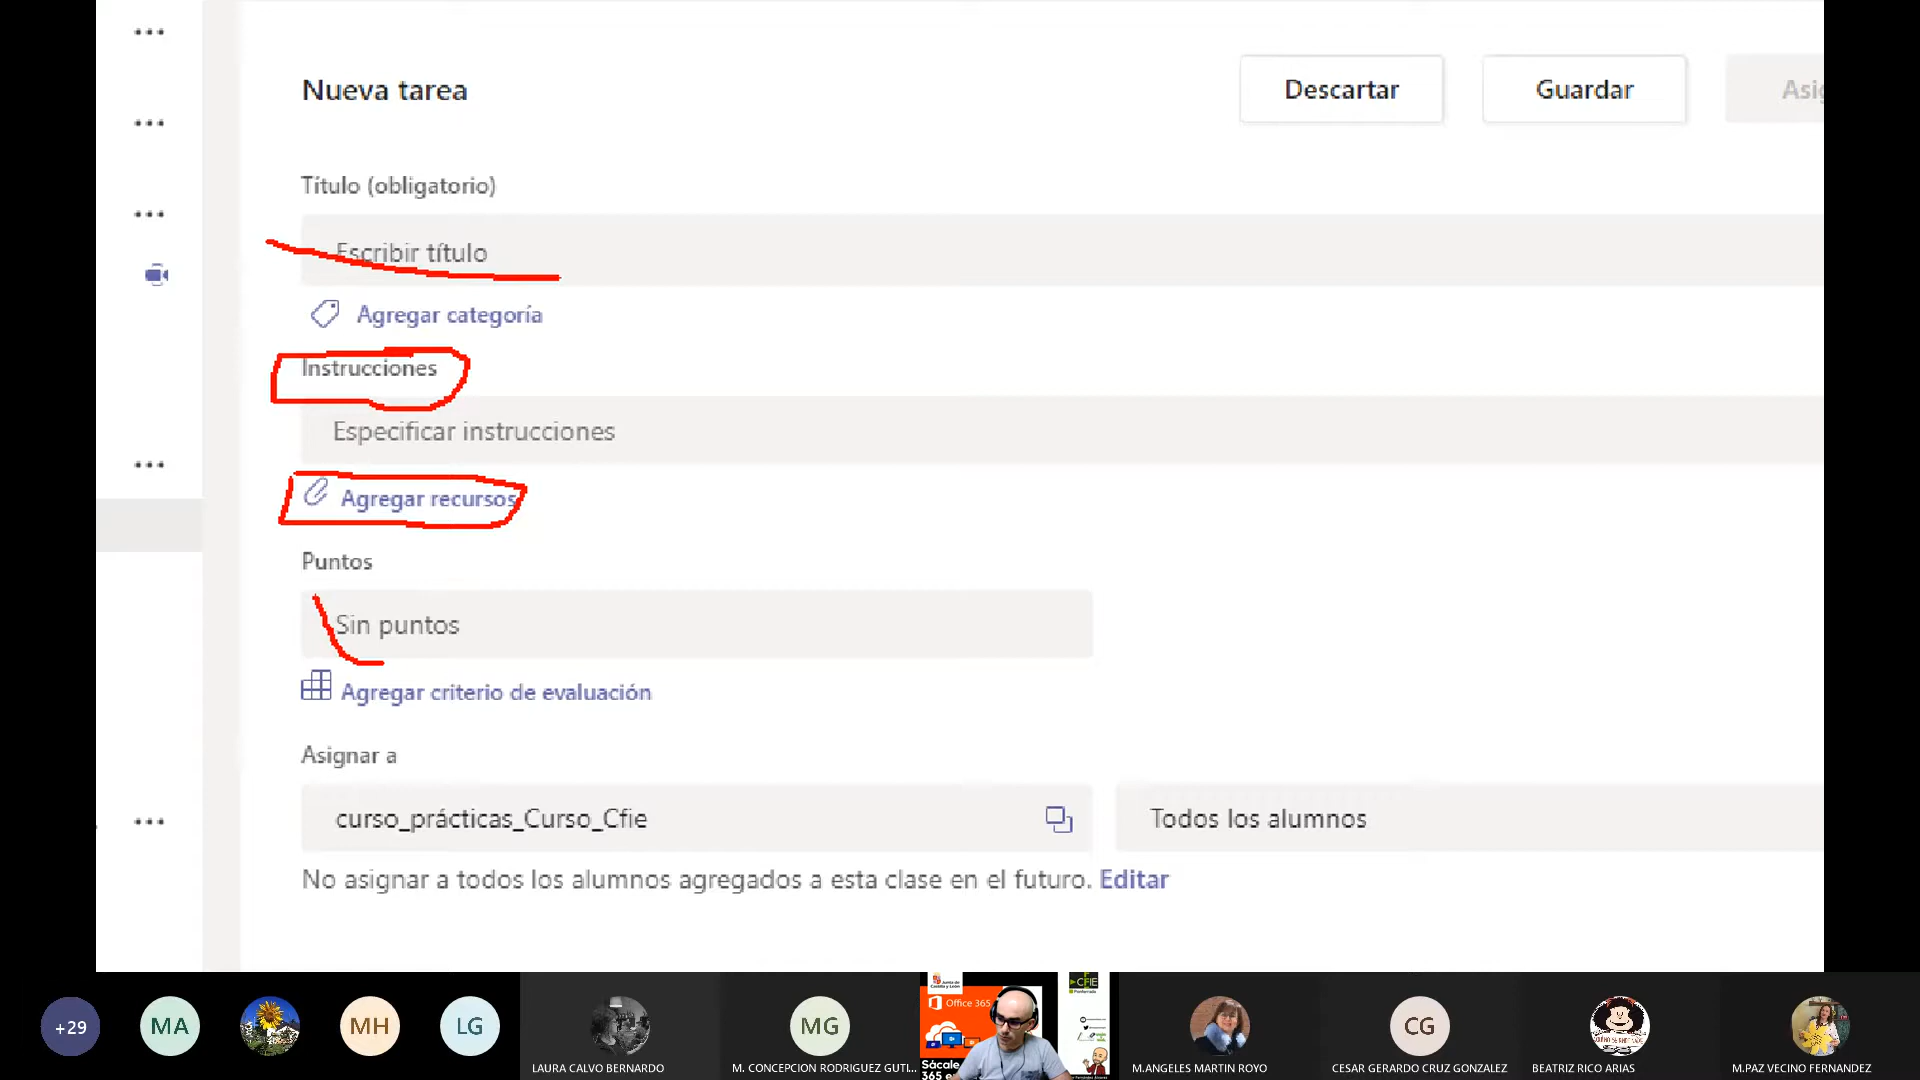 Nueva tarea
Descartar
Guardar
Título (obligatorio)
Escribir título
Agregar categoría
Instrucciones
Especificar instrucciones
Agregar recursos
Puntos
Sin puntos
Agregar criterio de evaluación
Asignar a
curso_prácticas_Curso_Cfie
Todos los alumnos
No asignar a todos los alumnos agregados a esta clase en el futuro. Editar
+29
MA
MH
LG
LAURA CALVO BERNARDO
MG
M. CONCEPCION RODRIGUEZ GUTI...
Office 365
Sácale
365 e
CFIE
M.ANGELES MARTIN ROYO
CG
CESAR GERARDO CRUZ GONZALEZ
BEATRIZ RICO ARIAS
M.PAZ VECINO FERNANDEZ